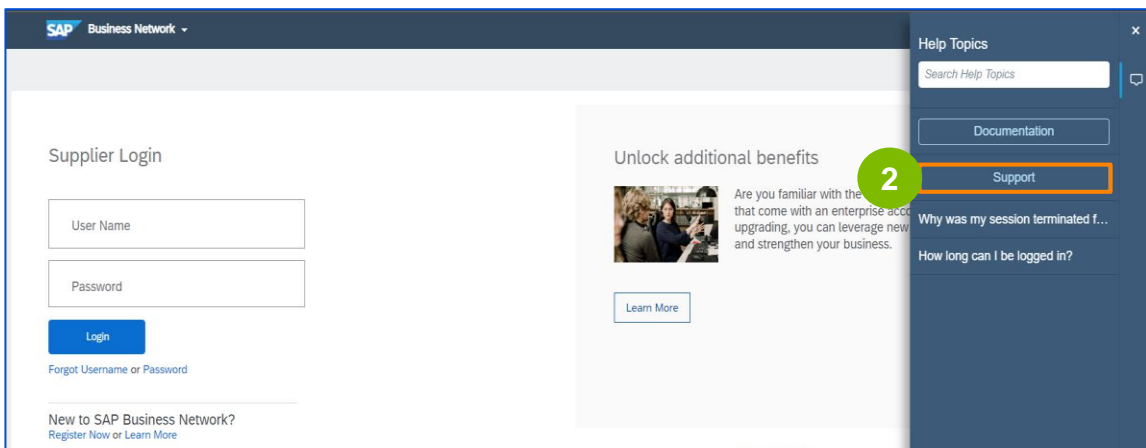 SAP Business Network
Help Topics
Search Help Topics
Documentation
Supplier Login
Unlock additional benefits
2
Support
Are you familiar with the
that come with an enterprise acco
upgrading, you can leverage new
and strengthen your business.
User Name
Why was my session terminated f...
How long can I be logged in?
Password
Learn More
Login
Forgot Username or Password
New to SAP Business Network?
Register Now or Learn More